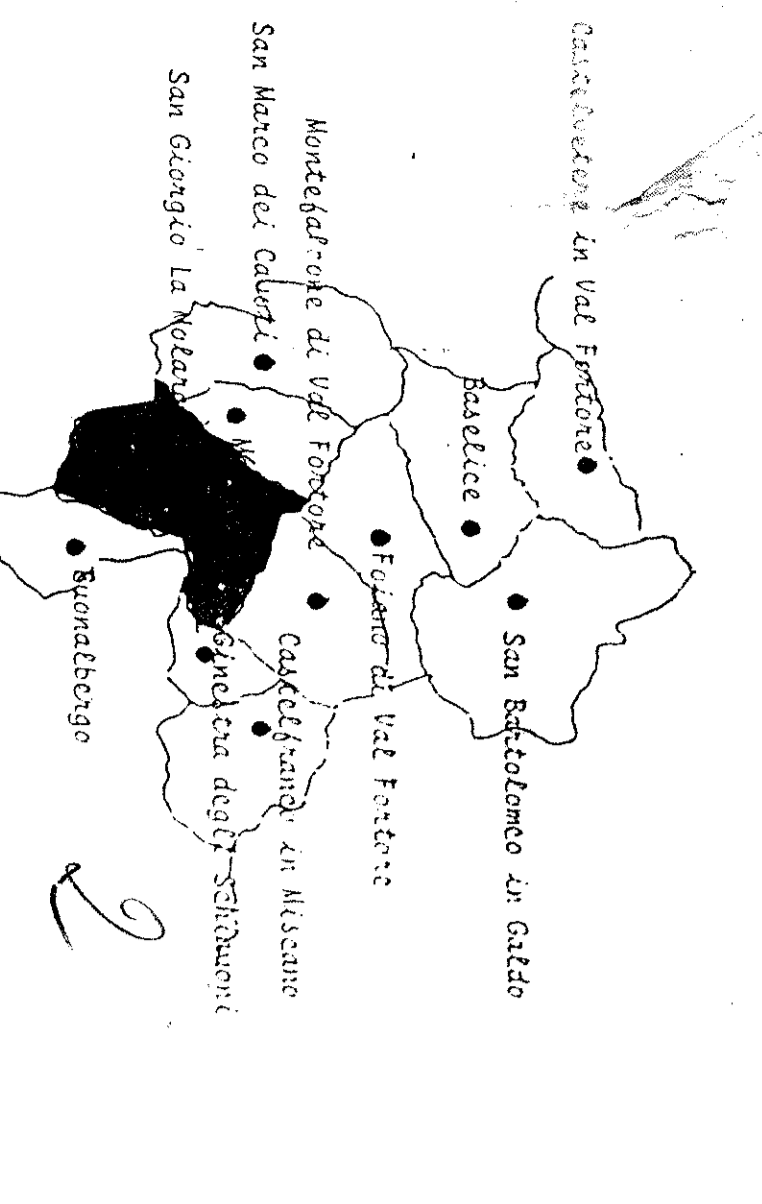 Castelvetere in Val Fortore
Baselice
San Bartolomeo in Galdo
Foiano di Val Fortore
Montefalcone di Val Fortore
San Marco dei Cavoti
Castelfranco in Miscano
San Giorgio La Molara
Ginestra degli Schiavoni
Buonalbergo
2